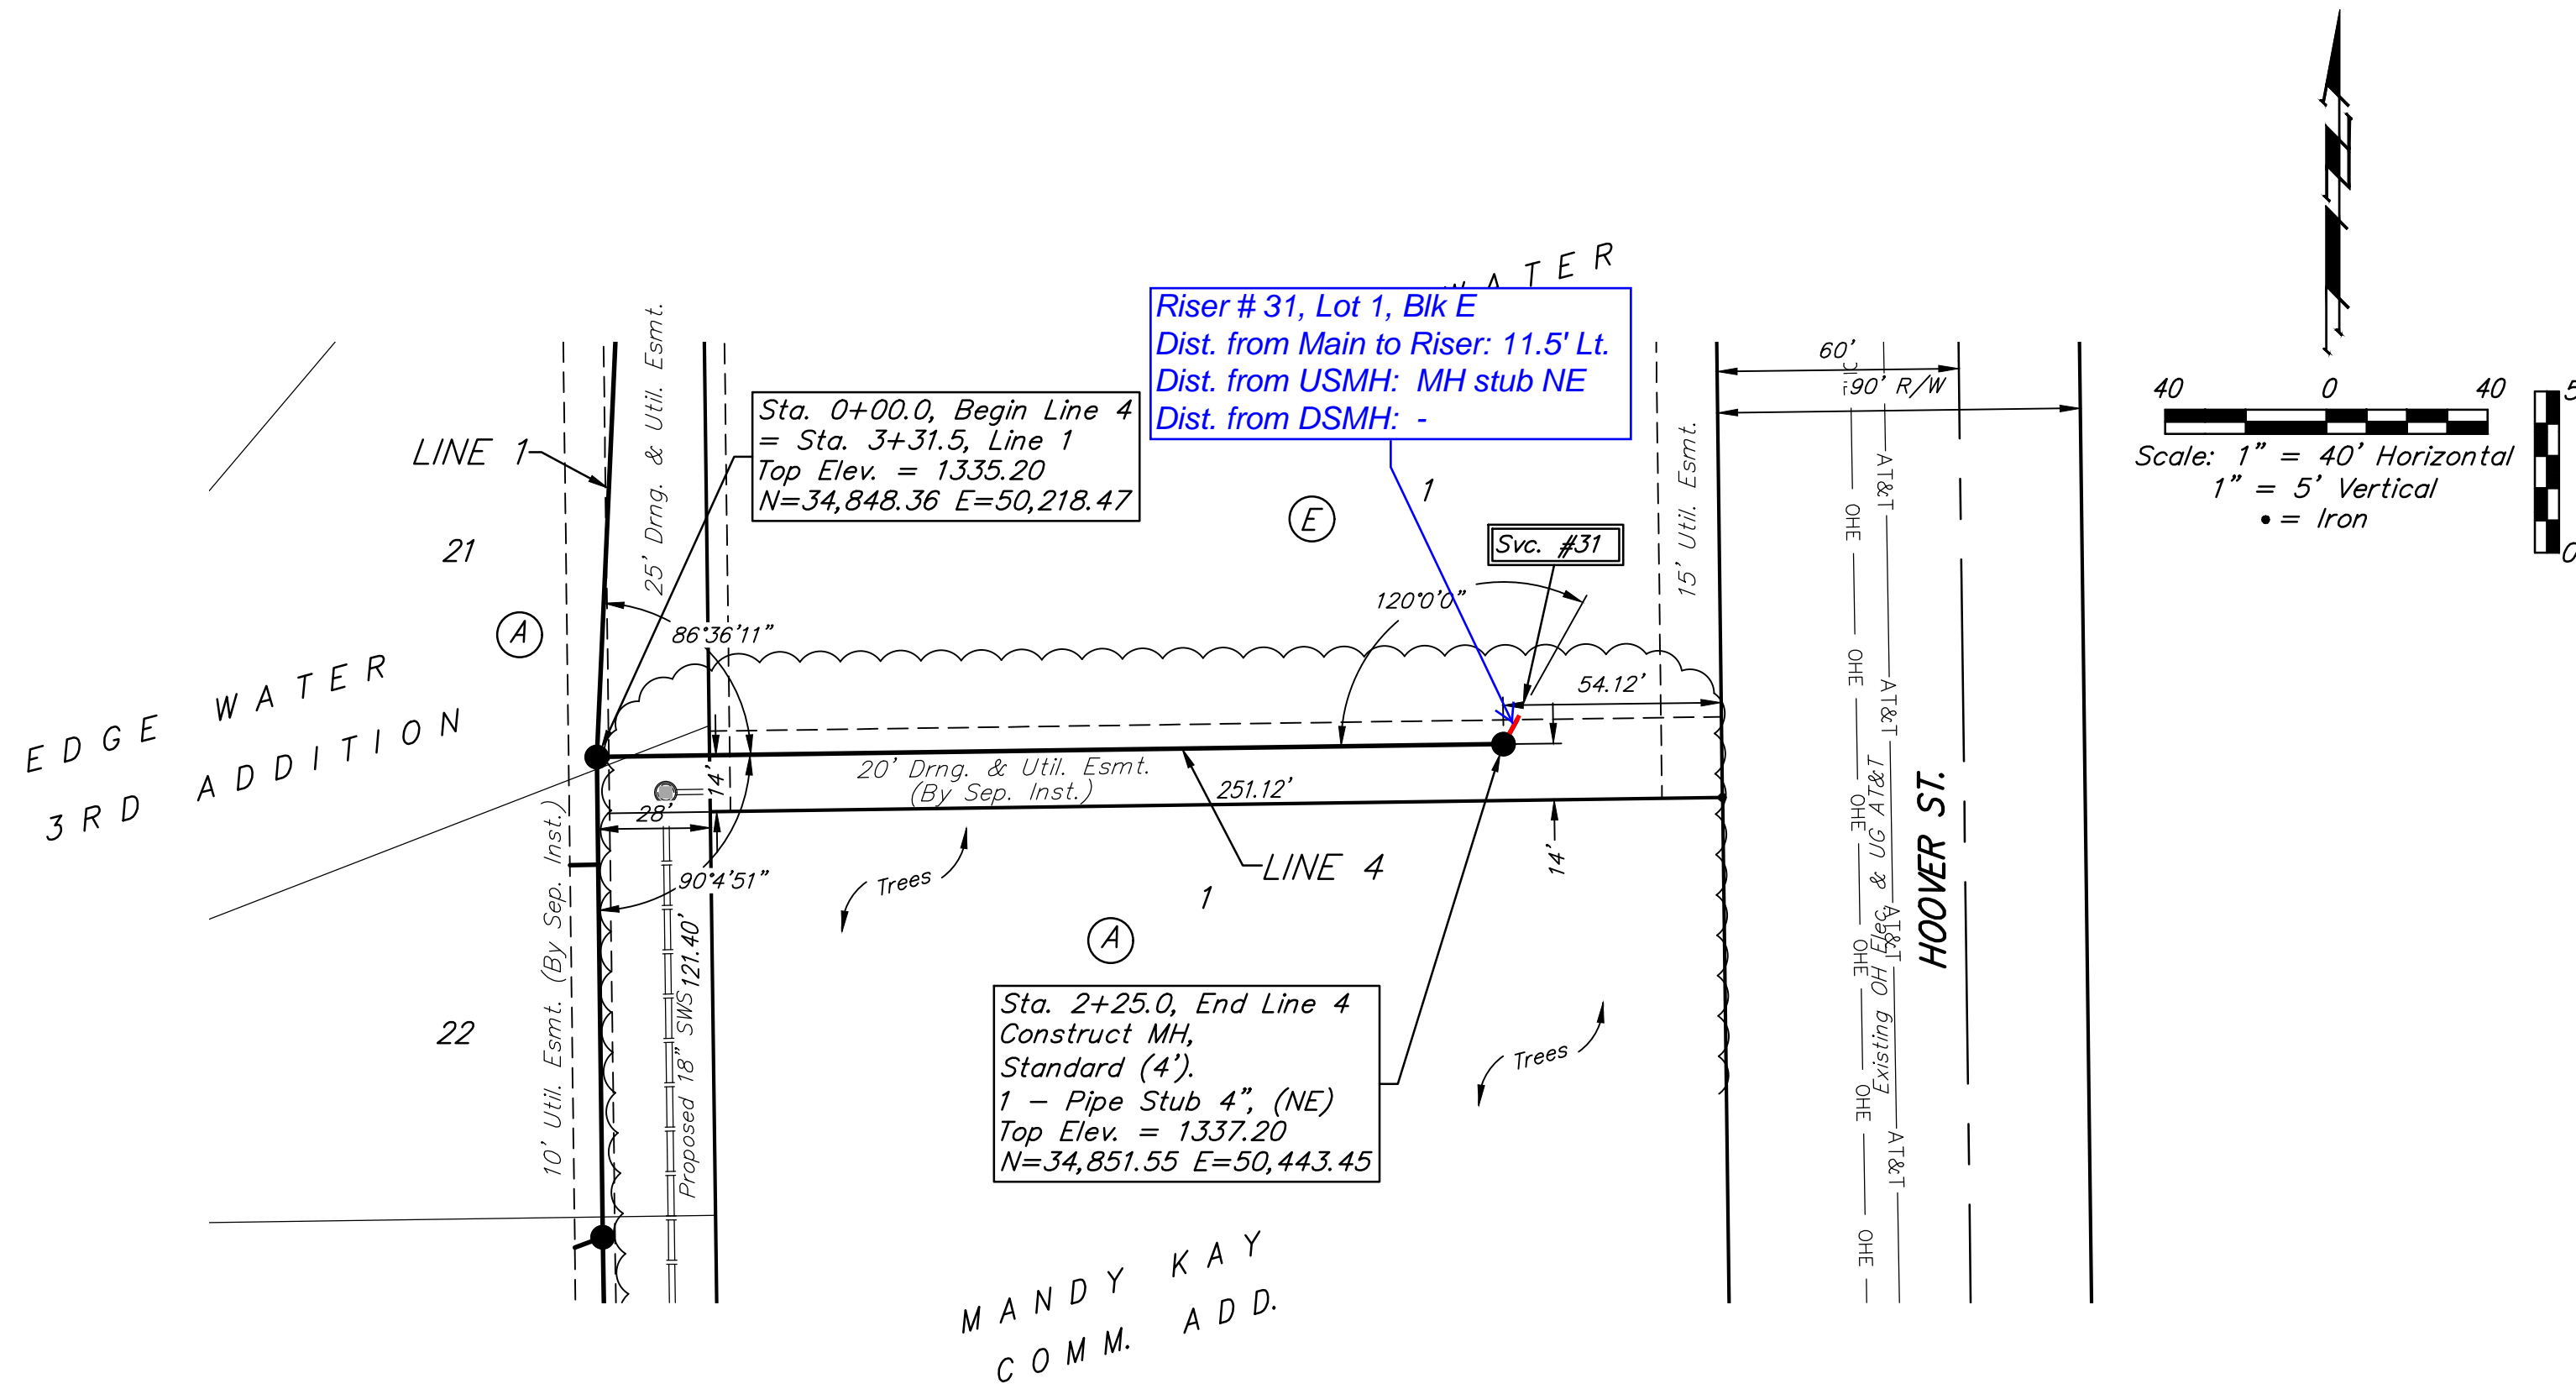 WATER
Riser # 31, Lot 1, Blk E
Dist. from Main to Riser: 11.5' Lt.
Dist. from USMH: MH stub NE
Dist. from DSMH: -
60'
90' R/W
40 0 40
Scale: 1" = 40' Horizontal
1" = 5' Vertical
• = Iron
5
0
Sta. 0+00.0, Begin Line 4
= Sta. 3+31.5, Line 1
Top Elev. = 1335.20
N=34,848.36 E=50,218.47
LINE 1
25' Drng. & Util. Esmt.
15' Util. Esmt.
1
E
Svc. #31
21
A
120°0'0"
86°36'11"
54.12'
EDGE WATER
3RD ADDITION
20' Drng. & Util. Esmt.
(By Sep. Inst.)
251.12'
14'
28'
14'
LINE 4
90°4'51"
Trees
1
A
121.40'
10' Util. Esmt. (By Sep. Inst.)
Proposed 18" SWS
22
Sta. 2+25.0, End Line 4
Construct MH,
Standard (4').
1 - Pipe Stub 4", (NE)
Top Elev. = 1337.20
N=34,851.55 E=50,443.45
Trees
OHE
OHE
OHE
OHE
OHE
OHE
OHE
AT&T
AT&T
AT&T
AT&T
AT&T
Existing OH Elec. & UG AT&T
HOOVER ST.
MANDY KAY
COMM. ADD.